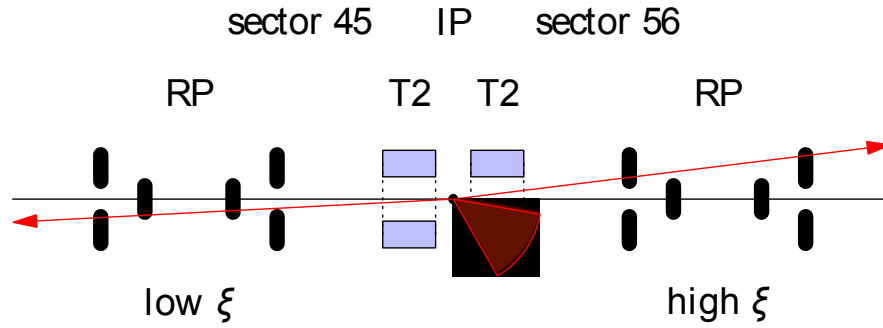 sector 45 IP sector 56
RP T2 T2 RP
low ξ high ξ